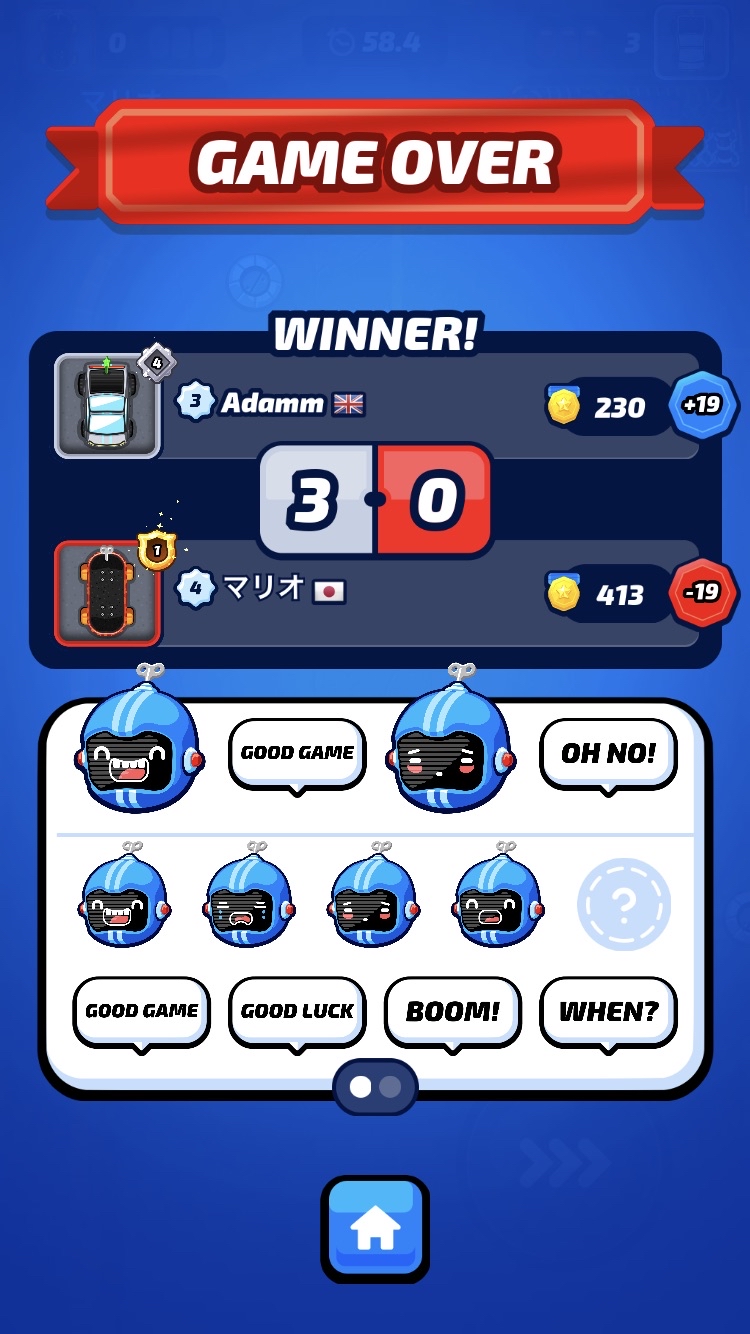 0 58.4 3
GAME OVER
WINNER!
4
3 Adamm 230 +19
3 0
1
4 マリオ 413 -19
GOOD GAME OH NO!
?
GOOD GAME GOOD LUCK BOOM! WHEN?